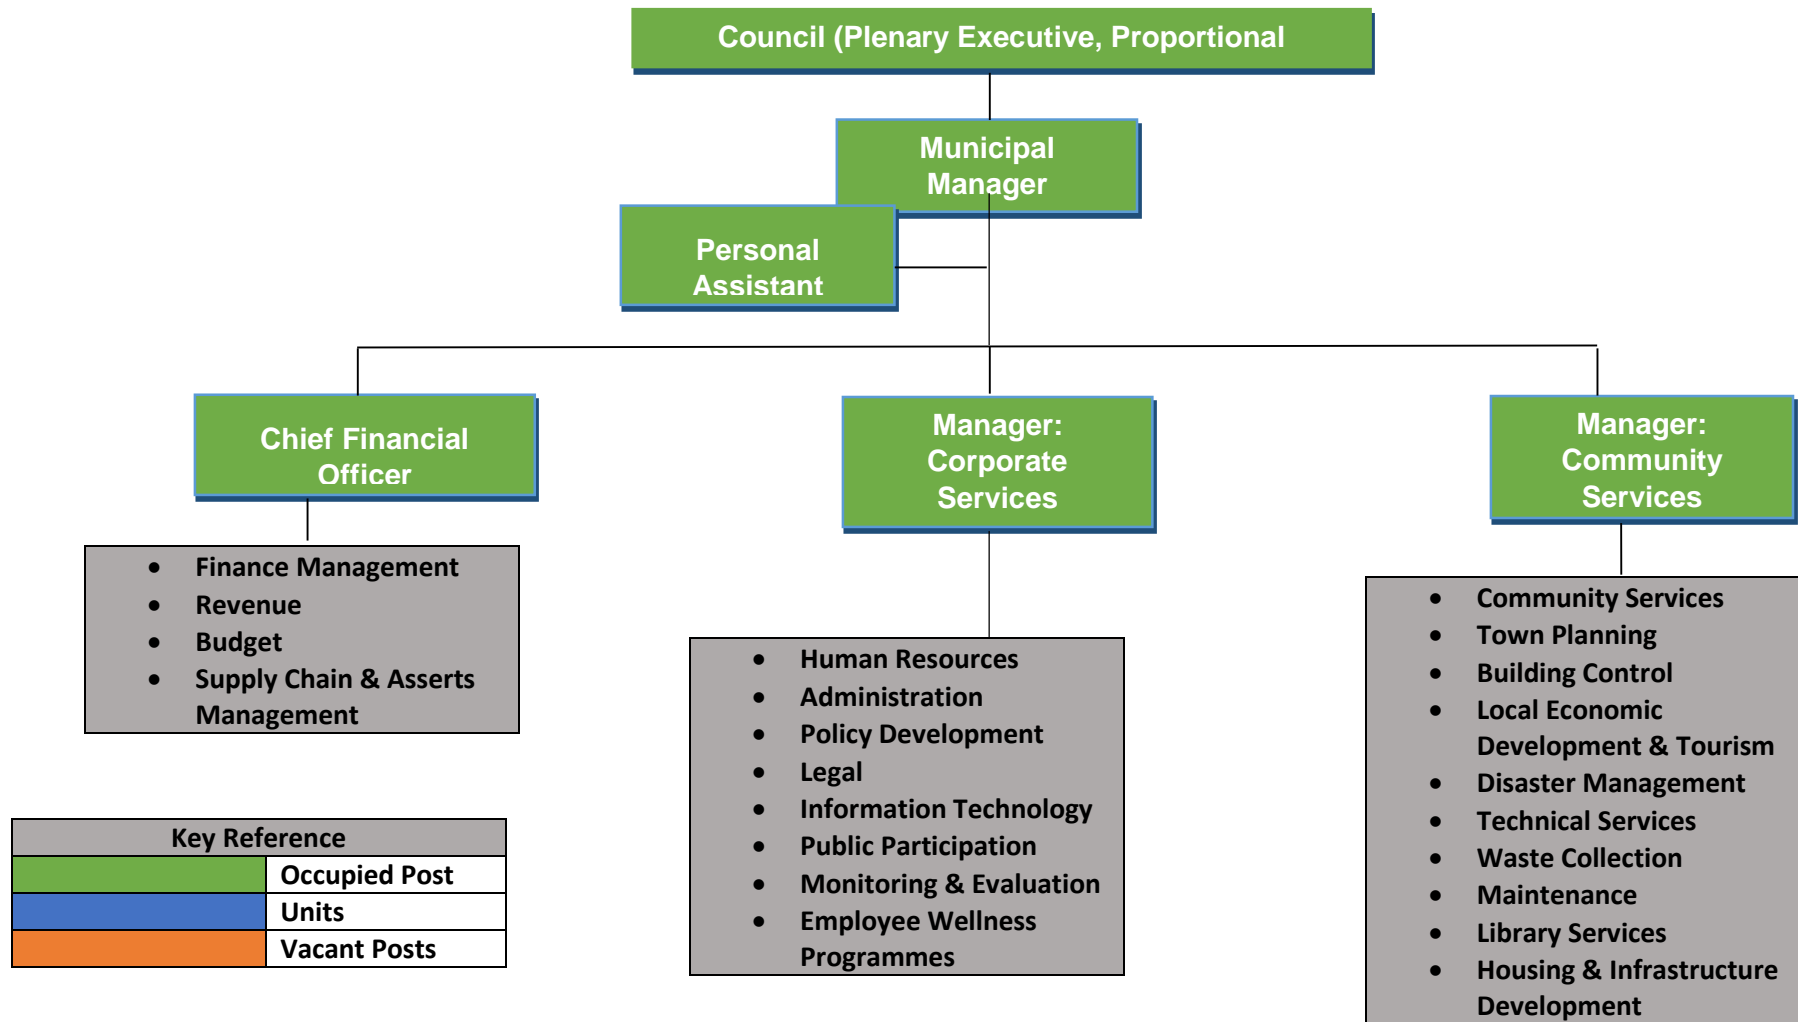 Council (Plenary Executive, Proportional
Municipal
Manager
Personal
Assistant
Chief Financial
Officer
Manager:
Corporate
Services
Manager:
Community
Services
• Finance Management
• Revenue
• Budget
• Supply Chain & Asserts
Management
• Human Resources
• Administration
• Policy Development
• Legal
• Information Technology
• Public Participation
• Monitoring & Evaluation
• Employee Wellness
Programmes
• Community Services
• Town Planning
• Building Control
• Local Economic
Development & Tourism
• Disaster Management
• Technical Services
• Waste Collection
• Maintenance
• Library Services
• Housing & Infrastructure
Development
Key Reference
Occupied Post
Units
Vacant Posts